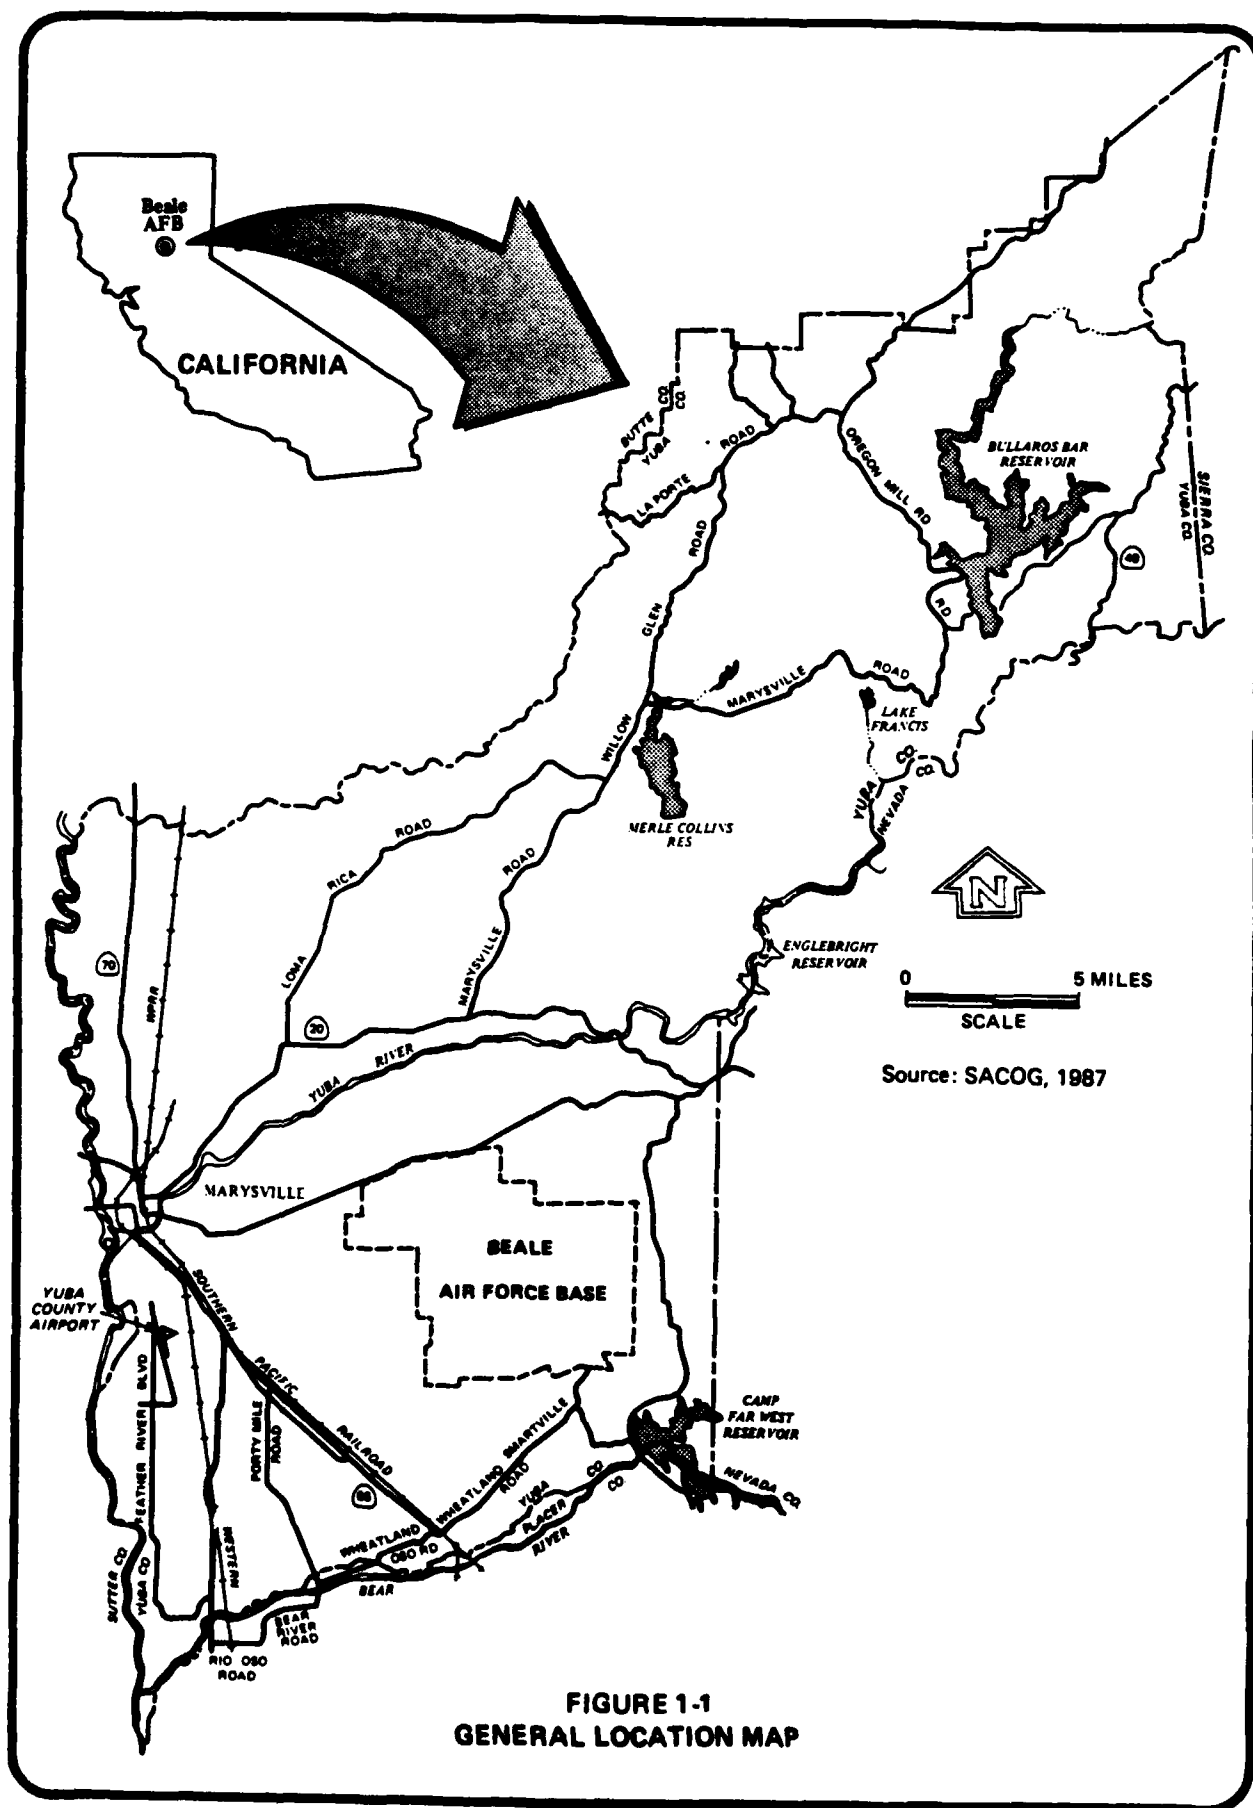 Beale
AFB
CALIFORNIA
BUTTE CO.
YUBA CO.
LA PORTE ROAD
OREGON MILL RD
BULLAROS BAR
RESERVOIR
SIERRA CO.
YUBA CO.
WILLOW GLEN ROAD
RD
MARYSVILLE ROAD
LAKE
FRANCIS
YUBA CO.
NEVADA CO.
MERLE COLLINS
RES
LOMA RICA ROAD
MARYSVILLE ROAD
70
20
N
ENGLEBRIGHT
RESERVOIR
0 5 MILES
SCALE
Source: SACOG, 1987
YUBA RIVER
MARYSVILLE
BEALE
AIR FORCE BASE
YUBA
COUNTY
AIRPORT
SOUTHERN PACIFIC RAILROAD
FEATHER RIVER BLVD
FORTY MILE
ROAD
CAMP
FAR WEST
RESERVOIR
NEVADA CO.
WHEATLAND SMARTVILLE
ROAD
YUBA CO.
PLACER CO.
WHEATLAND
OSO RD
BEAR RIVER
SUTTER CO.
YUBA CO
WESTERN
BEAR
RIVER
ROAD
RIO OSO
ROAD
FIGURE 1-1
GENERAL LOCATION MAP